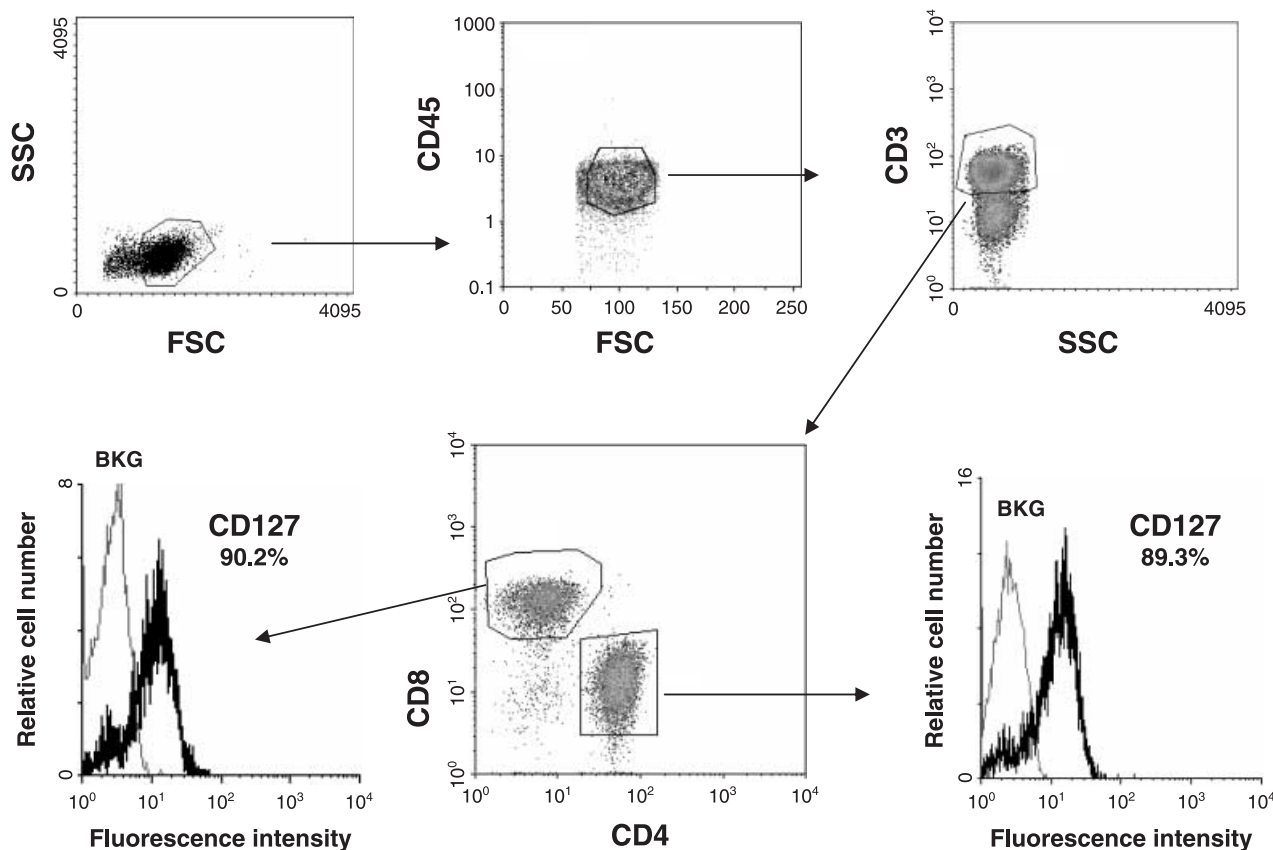 4095
SSC
0
0
4095
FSC
1000
100
10
1
0.1
CD45
0 50 100 150 200 250
FSC
10⁴
10³
10²
10¹
10⁰
CD3
0
4095
SSC
BKG
8
0
CD127
90.2%
Relative cell number
10⁰ 10¹ 10² 10³ 10⁴
Fluorescence intensity
10⁴
10³
10²
10¹
10⁰
CD8
10⁰ 10¹ 10² 10³ 10⁴
CD4
16
0
BKG
CD127
89.3%
Relative cell number
10⁰ 10¹ 10² 10³ 10⁴
Fluorescence intensity